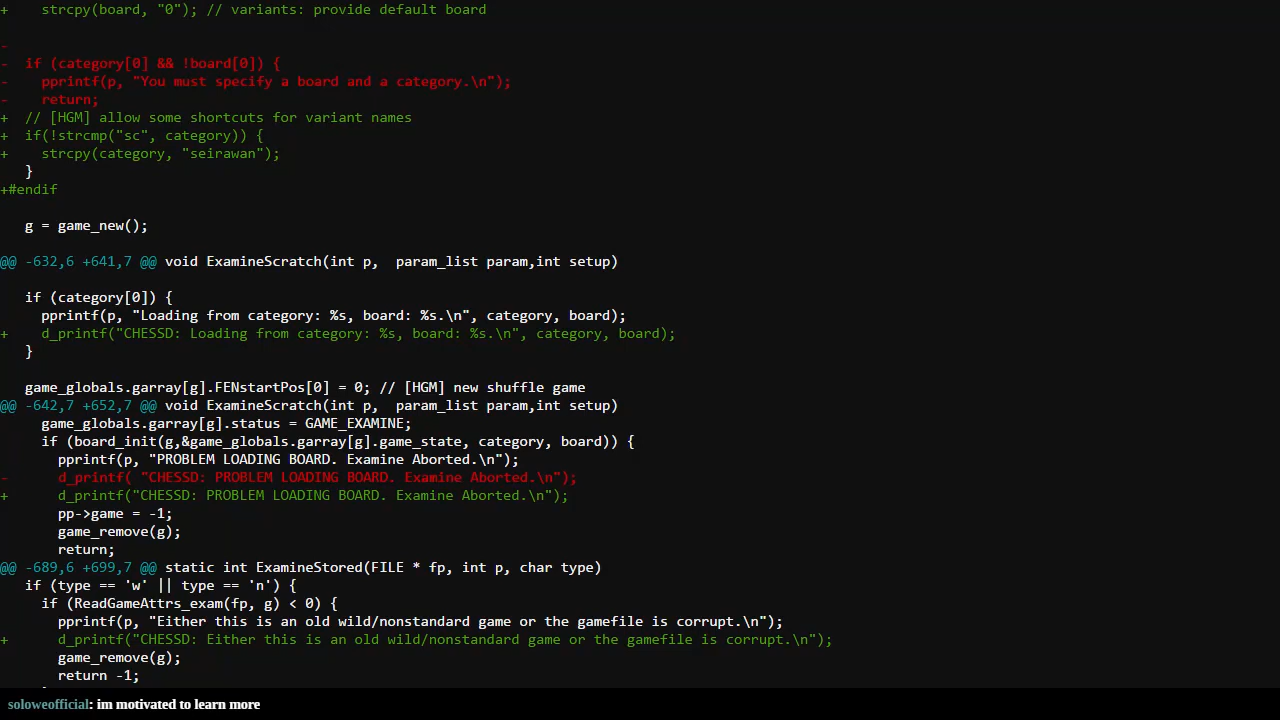 +    strcpy(board, "0"); // variants: provide default board
-
-  if (category[0] && !board[0]) {
-    pprintf(p, "You must specify a board and a category.\n");
-    return;
+  // [HGM] allow some shortcuts for variant names
+  if(!strcmp("sc", category)) {
+    strcpy(category, "seirawan");
   }
+#endif
   g = game_new();
@@ -632,6 +641,7 @@ void ExamineScratch(int p,  param_list param,int setup)
   if (category[0]) {
     pprintf(p, "Loading from category: %s, board: %s.\n", category, board);
+    d_printf("CHESSD: Loading from category: %s, board: %s.\n", category, board);
   }
   game_globals.garray[g].FENstartPos[0] = 0; // [HGM] new shuffle game
@@ -642,7 +652,7 @@ void ExamineScratch(int p,  param_list param,int setup)
     game_globals.garray[g].status = GAME_EXAMINE;
     if (board_init(g,&game_globals.garray[g].game_state, category, board)) {
       pprintf(p, "PROBLEM LOADING BOARD. Examine Aborted.\n");
-      d_printf( "CHESSD: PROBLEM LOADING BOARD. Examine Aborted.\n");
+      d_printf("CHESSD: PROBLEM LOADING BOARD. Examine Aborted.\n");
       pp->game = -1;
       game_remove(g);
       return;
@@ -689,6 +699,7 @@ static int ExamineStored(FILE * fp, int p, char type)
   if (type == 'w' || type == 'n') {
     if (ReadGameAttrs_exam(fp, g) < 0) {
       pprintf(p, "Either this is an old wild/nonstandard game or the gamefile is corrupt.\n");
+      d_printf("CHESSD: Either this is an old wild/nonstandard game or the gamefile is corrupt.\n");
       game_remove(g);
       return -1;
soloweofficial: im motivated to learn more